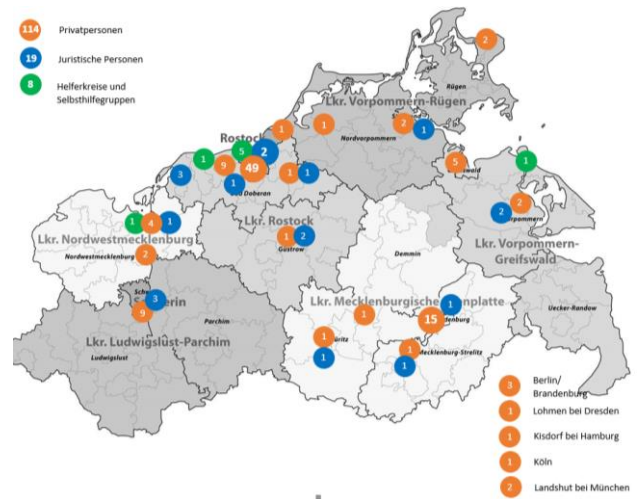 114 Privatpersonen
19 Juristische Personen
8 Helferkreise und
Selbsthilfegruppen
2
Rügen
Lkr. Vorpommern-Rügen
1
1
2
1
Nordvorpommern
Rostock
5
2
1
9
49
1
1
5
1
3
1
Bad Doberan
2
2
Lkr. Vorpommern-
Greifswald
1
4
1
Lkr. Nordwestmecklenburg
Nordwestmecklenburg
2
Lkr. Rostock
1
2
Güstrow
Demmin
3
9
Lkr. Ludwigslust-Parchim
Ludwigslust
Parchim
Lkr. Mecklenburgische
1
1
15
Uecker-Randow
1
1
1
Mecklenburg-Strelitz
1
3 Berlin/
Brandenburg
1 Lohmen bei Dresden
1 Kisdorf bei Hamburg
1 Köln
2 Landshut bei München